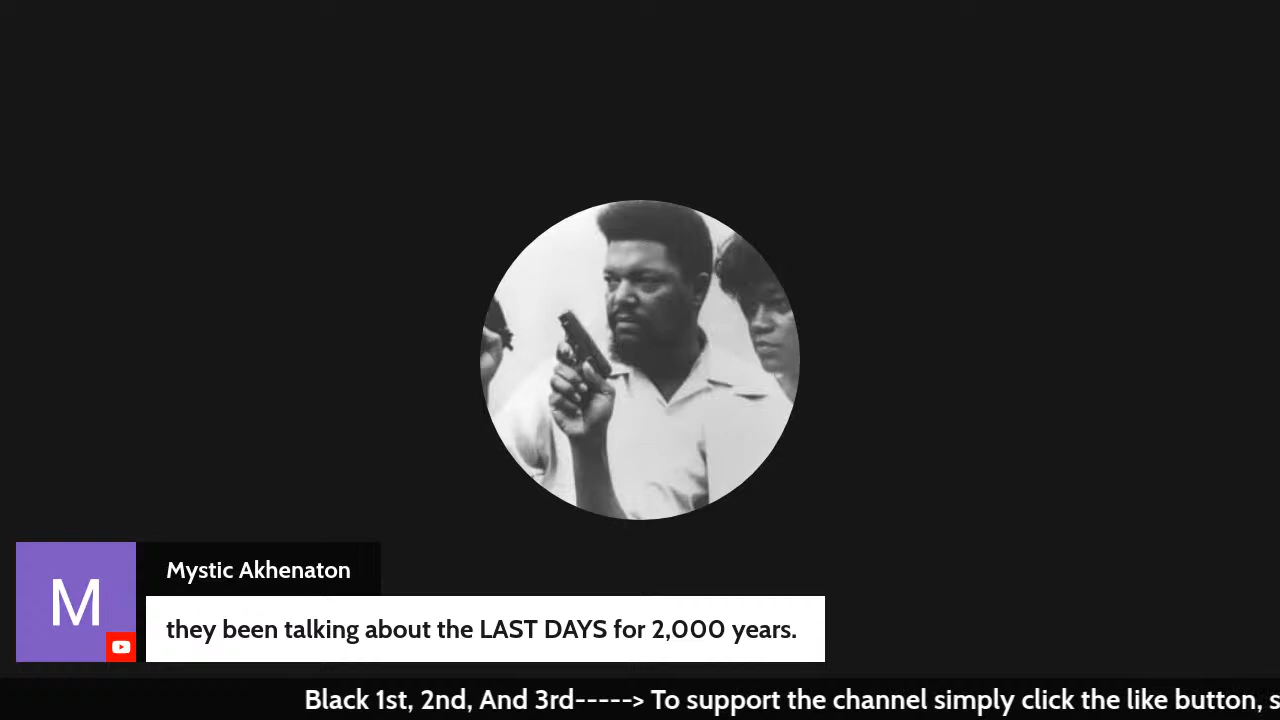 M
Mystic Akhenaton
they been talking about the LAST DAYS for 2,000 years.
Black 1st, 2nd, And 3rd-----> To support the channel simply click the like button, s